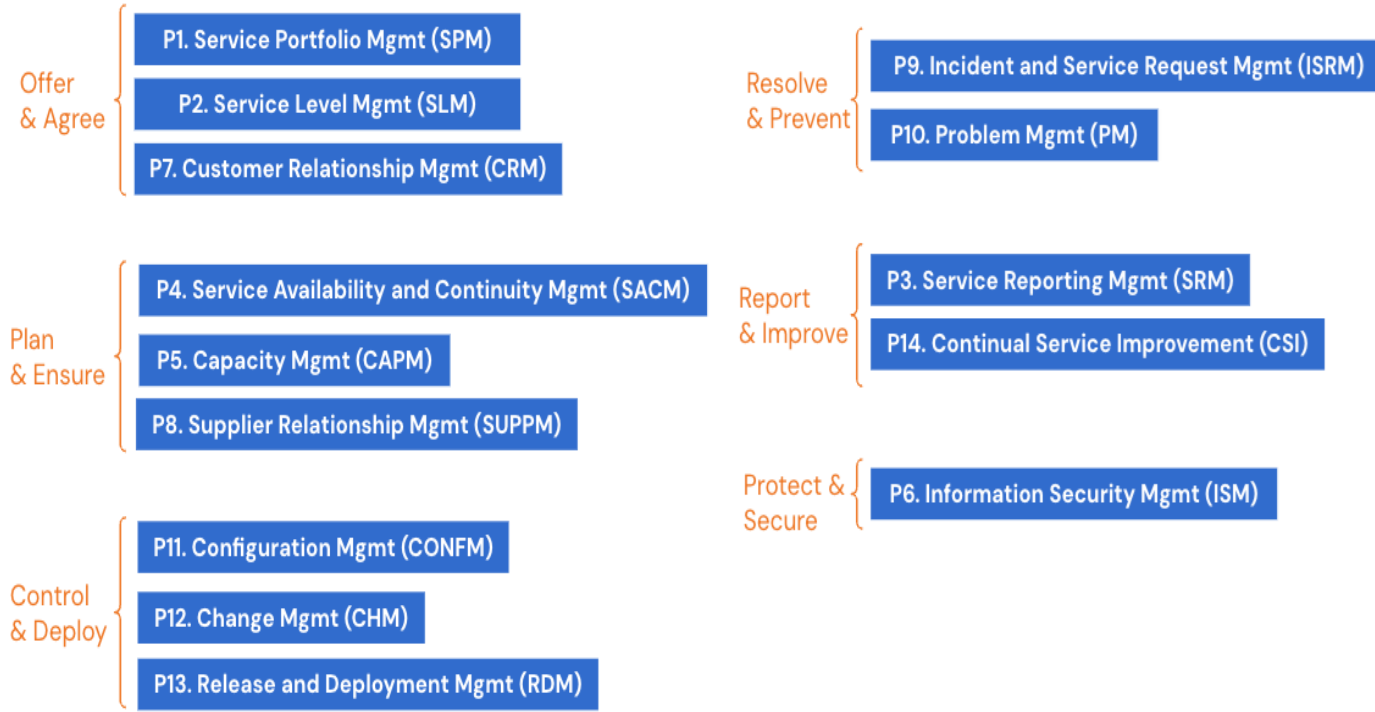 Offer
& Agree
P1. Service Portfolio Mgmt (SPM)
P2. Service Level Mgmt (SLM)
P7. Customer Relationship Mgmt (CRM)
Plan
& Ensure
P4. Service Availability and Continuity Mgmt (SACM)
P5. Capacity Mgmt (CAPM)
P8. Supplier Relationship Mgmt (SUPPM)
Control
& Deploy
P11. Configuration Mgmt (CONFM)
P12. Change Mgmt (CHM)
P13. Release and Deployment Mgmt (RDM)
Resolve
& Prevent
P9. Incident and Service Request Mgmt (ISRM)
P10. Problem Mgmt (PM)
Report
& Improve
P3. Service Reporting Mgmt (SRM)
P14. Continual Service Improvement (CSI)
Protect &
Secure
P6. Information Security Mgmt (ISM)